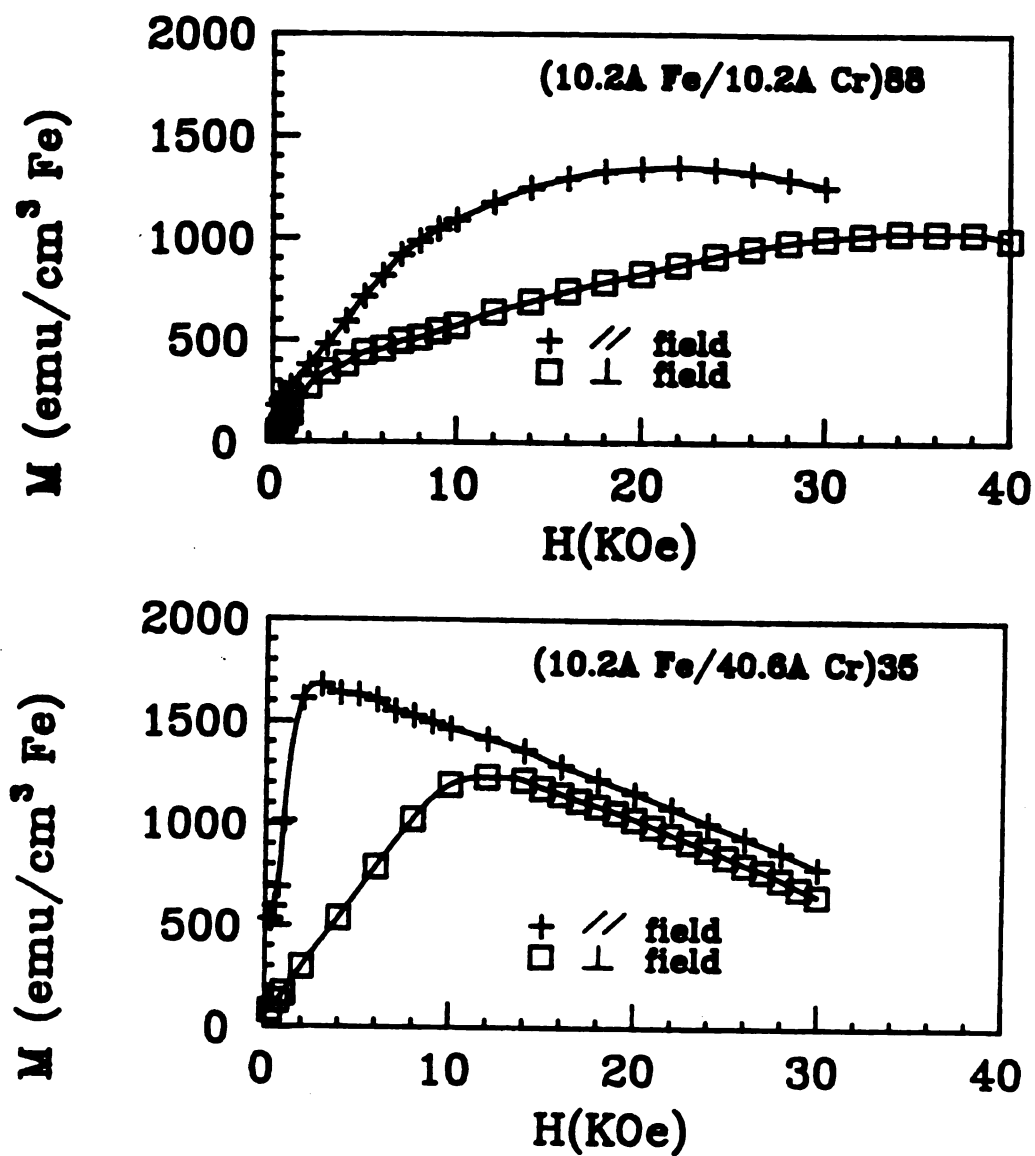 2000
1500
1000
500
0
M (emu/cm³ Fe)
(10.2A Fe/10.2A Cr)88
+ // field
□ ⊥ field
0 10 20 30 40
H(KOe)
2000
1500
1000
500
0
M (emu/cm³ Fe)
(10.2A Fe/40.6A Cr)35
+ // field
□ ⊥ field
0 10 20 30 40
H(KOe)